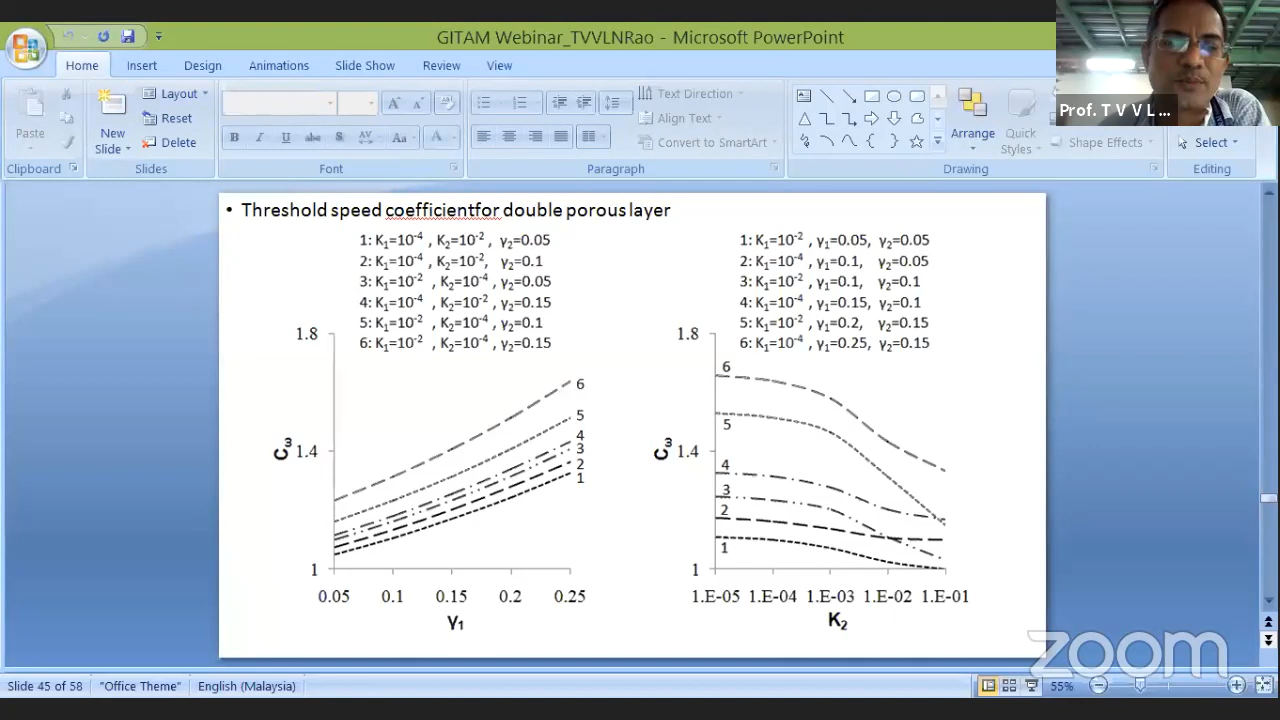 GITAM Webinar_TVVLNRao - Microsoft PowerPoint
Home Insert Design Animations Slide Show Review View
Prof. T V V L ...
Paste
New Slide
Layout
Reset
Delete
B I U abc S AV Aa A
Text Direction
Align Text
Convert to SmartArt
Arrange
Quick Styles
Shape Effects
Select
Clipboard Slides Font Paragraph Drawing Editing
• Threshold speed coefficientfor double porous layer
1: K₁=10⁻⁴ , K₂=10⁻² , γ₂=0.05
2: K₁=10⁻⁴ , K₂=10⁻², γ₂=0.1
3: K₁=10⁻² , K₂=10⁻⁴ , γ₂=0.05
4: K₁=10⁻⁴ , K₂=10⁻² , γ₂=0.15
5: K₁=10⁻² , K₂=10⁻⁴ , γ₂=0.1
6: K₁=10⁻² , K₂=10⁻⁴ , γ₂=0.15
1.8
1.4
1
C₃
6
5
4
3
2
1
0.05 0.1 0.15 0.2 0.25
γ₁
1: K₁=10⁻² , γ₁=0.05, γ₂=0.05
2: K₁=10⁻⁴ , γ₁=0.1, γ₂=0.05
3: K₁=10⁻² , γ₁=0.1, γ₂=0.1
4: K₁=10⁻⁴ , γ₁=0.15, γ₂=0.1
5: K₁=10⁻² , γ₁=0.2, γ₂=0.15
6: K₁=10⁻⁴ , γ₁=0.25, γ₂=0.15
1.8
1.4
1
C₃
6
5
4
3
2
1
1.E-05 1.E-04 1.E-03 1.E-02 1.E-01
K₂
zoom
Slide 45 of 58 "Office Theme" English (Malaysia) 55%